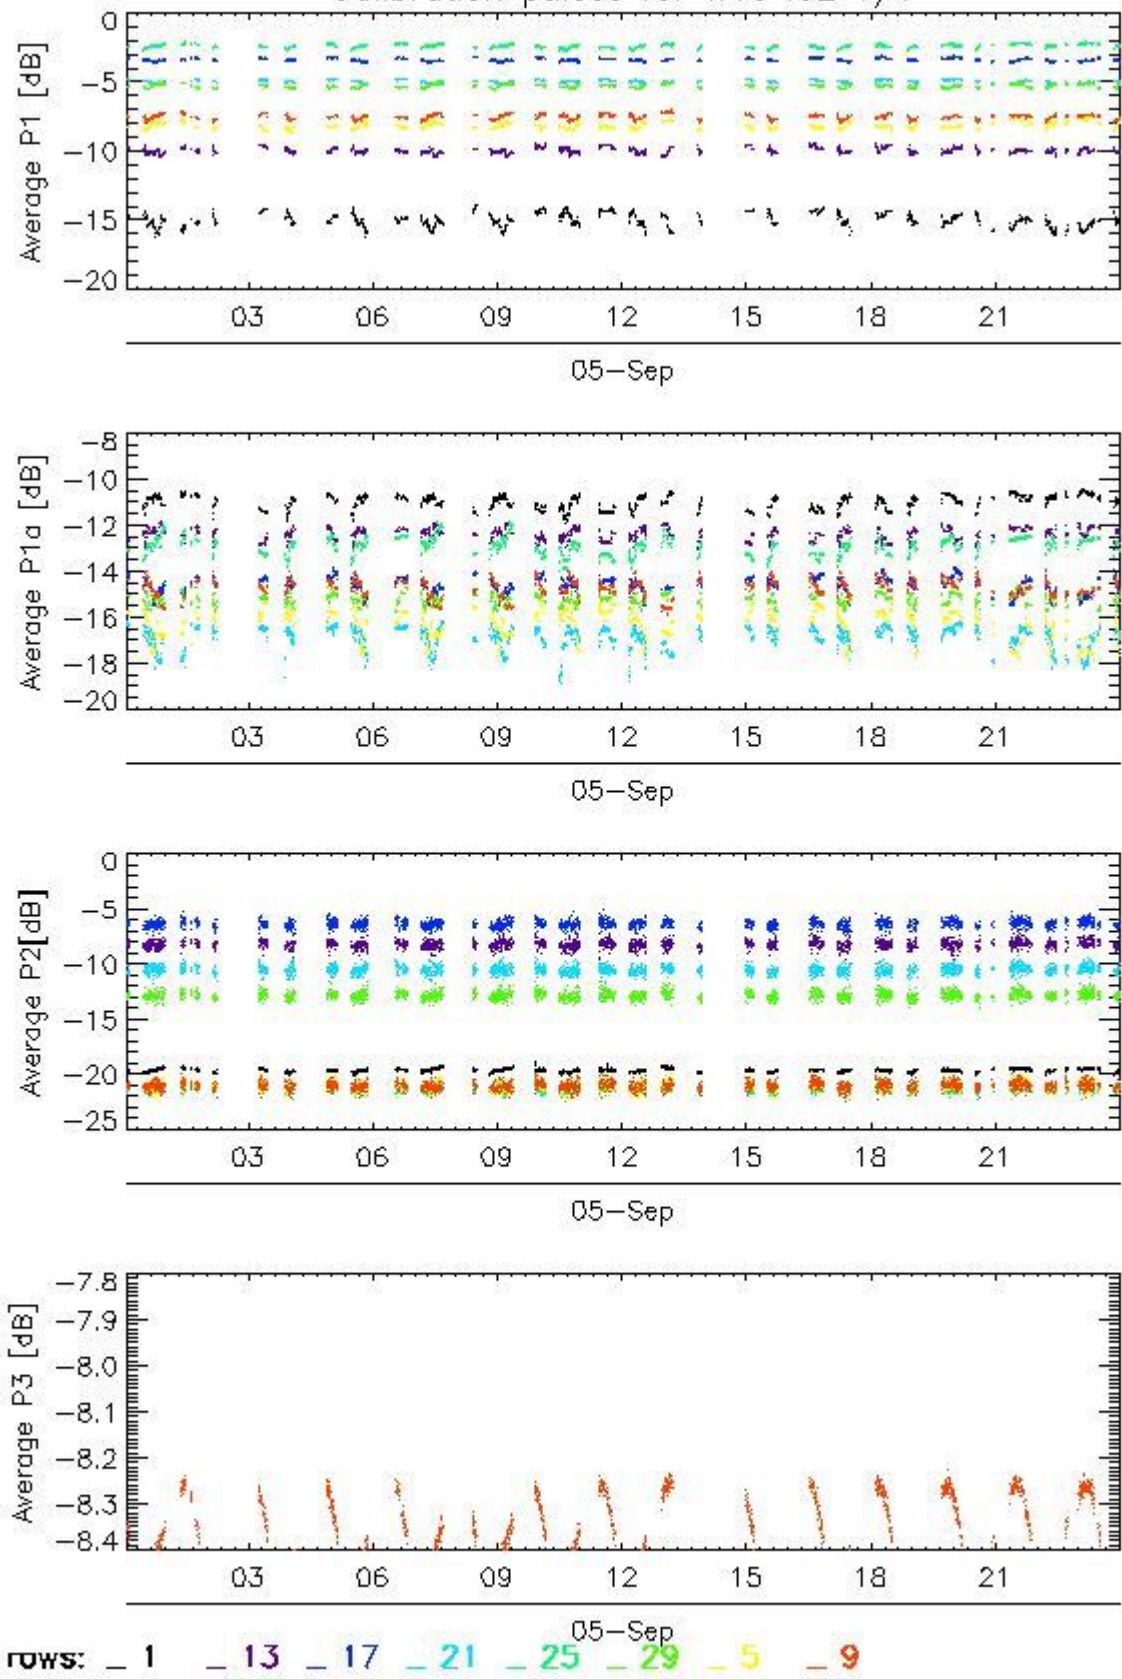 Average P1 [dB]
0
−5
−10
−15
−20
03 06 09 12 15 18 21
05−Sep
Average P1a [dB]
−8
−10
−12
−14
−16
−18
−20
03 06 09 12 15 18 21
05−Sep
Average P2[dB]
0
−5
−10
−15
−20
−25
03 06 09 12 15 18 21
05−Sep
Average P3 [dB]
−7.8
−7.9
−8.0
−8.1
−8.2
−8.3
−8.4
03 06 09 12 15 18 21
05−Sep
rows: _ 1 _ 13 _ 17 _ 21 _ 25 _ 29 _ 5 _ 9